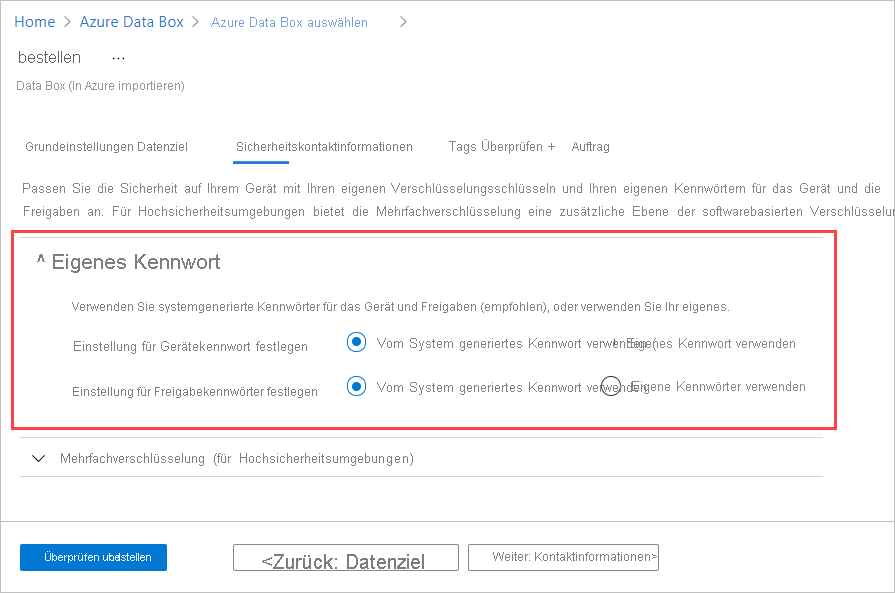 Home > Azure Data Box > Azure Data Box auswählen >
bestellen ...
Data Box (In Azure importieren)
Grundeinstellungen Datenziel Sicherheitskontaktinformationen Tags Überprüfen + Auftrag
Passen Sie die Sicherheit auf Ihrem Gerät mit Ihren eigenen Verschlüsselungsschlüsseln und Ihren eigenen Kennwörtern für das Gerät und die
Freigaben an. Für Hochsicherheitsumgebungen bietet die Mehrfachverschlüsselung eine zusätzliche Ebene der softwarebasierten Verschlüsselu
^ Eigenes Kennwort
Verwenden Sie systemgenerierte Kennwörter für das Gerät und Freigaben (empfohlen), oder verwenden Sie Ihr eigenes.
Einstellung für Gerätekennwort festlegen Vom System generiertes Kennwort verwenden Eigenes Kennwort verwenden
Einstellung für Freigabekennwörter festlegen Vom System generiertes Kennwort verwenden Eigene Kennwörter verwenden
Mehrfachverschlüsselung (für Hochsicherheitsumgebungen)
Überprüfen <Zurück: Datenziel Weiter: Kontaktinformationen>